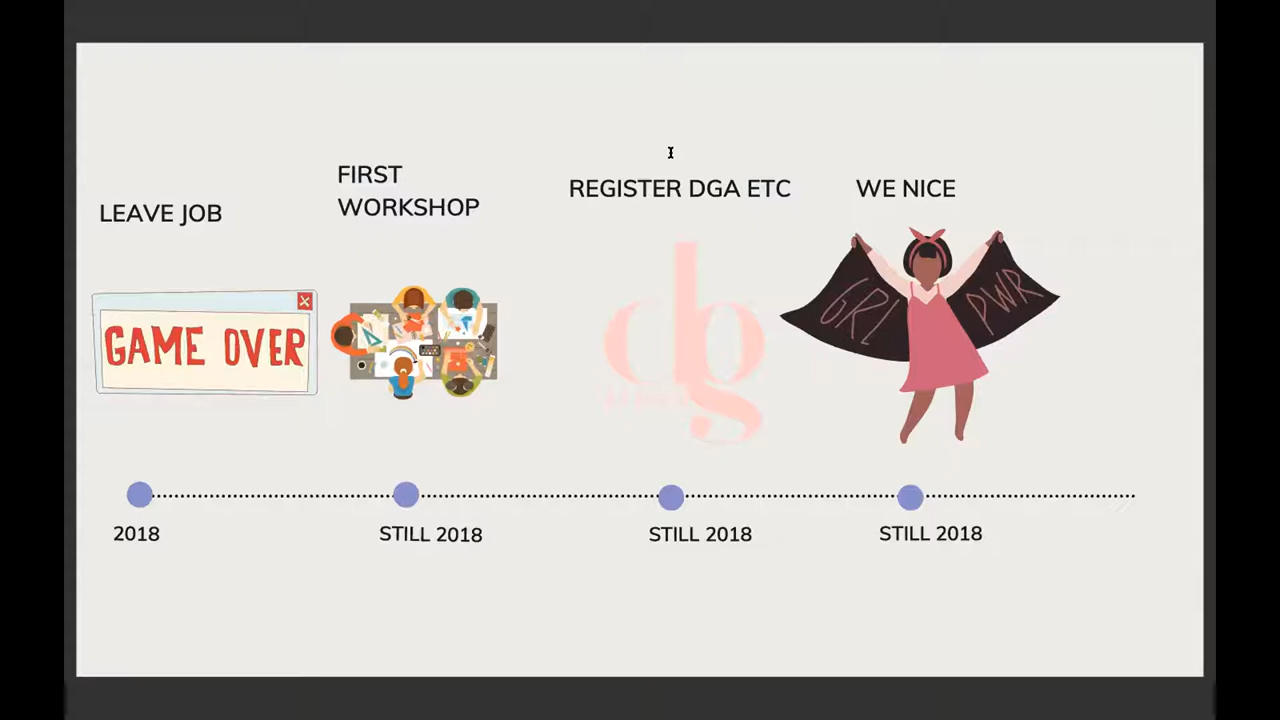 LEAVE JOB
FIRST
WORKSHOP
REGISTER DGA ETC
WE NICE
GAME OVER
dbg
GRL PWR
2018
STILL 2018
STILL 2018
STILL 2018